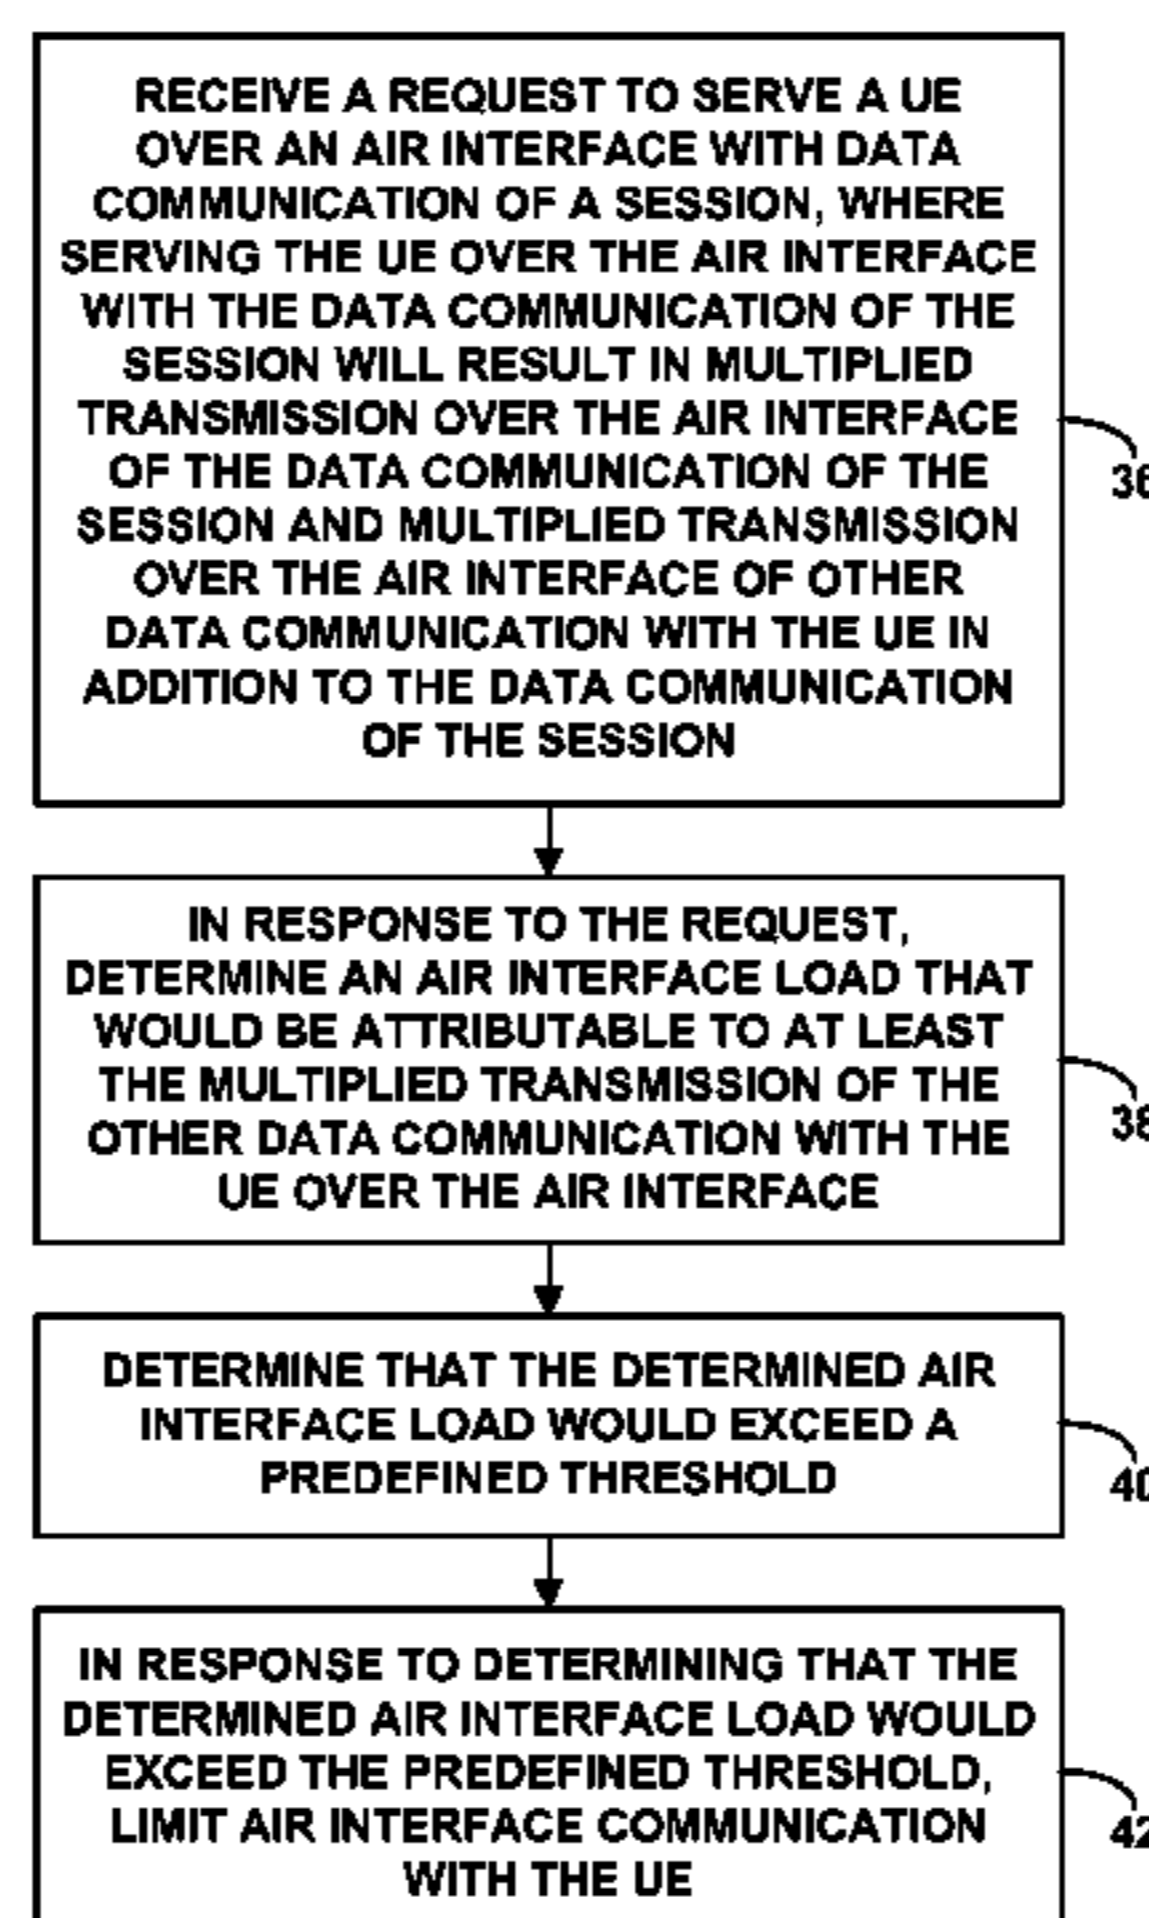 RECEIVE A REQUEST TO SERVE A UE
OVER AN AIR INTERFACE WITH DATA
COMMUNICATION OF A SESSION, WHERE
SERVING THE UE OVER THE AIR INTERFACE
WITH THE DATA COMMUNICATION OF THE
SESSION WILL RESULT IN MULTIPLIED
TRANSMISSION OVER THE AIR INTERFACE
OF THE DATA COMMUNICATION OF THE
SESSION AND MULTIPLIED TRANSMISSION
OVER THE AIR INTERFACE OF OTHER
DATA COMMUNICATION WITH THE UE IN
ADDITION TO THE DATA COMMUNICATION
OF THE SESSION
36
IN RESPONSE TO THE REQUEST,
DETERMINE AN AIR INTERFACE LOAD THAT
WOULD BE ATTRIBUTABLE TO AT LEAST
THE MULTIPLIED TRANSMISSION OF THE
OTHER DATA COMMUNICATION WITH THE
UE OVER THE AIR INTERFACE
38
DETERMINE THAT THE DETERMINED AIR
INTERFACE LOAD WOULD EXCEED A
PREDEFINED THRESHOLD
40
IN RESPONSE TO DETERMINING THAT THE
DETERMINED AIR INTERFACE LOAD WOULD
EXCEED THE PREDEFINED THRESHOLD,
LIMIT AIR INTERFACE COMMUNICATION
WITH THE UE
42